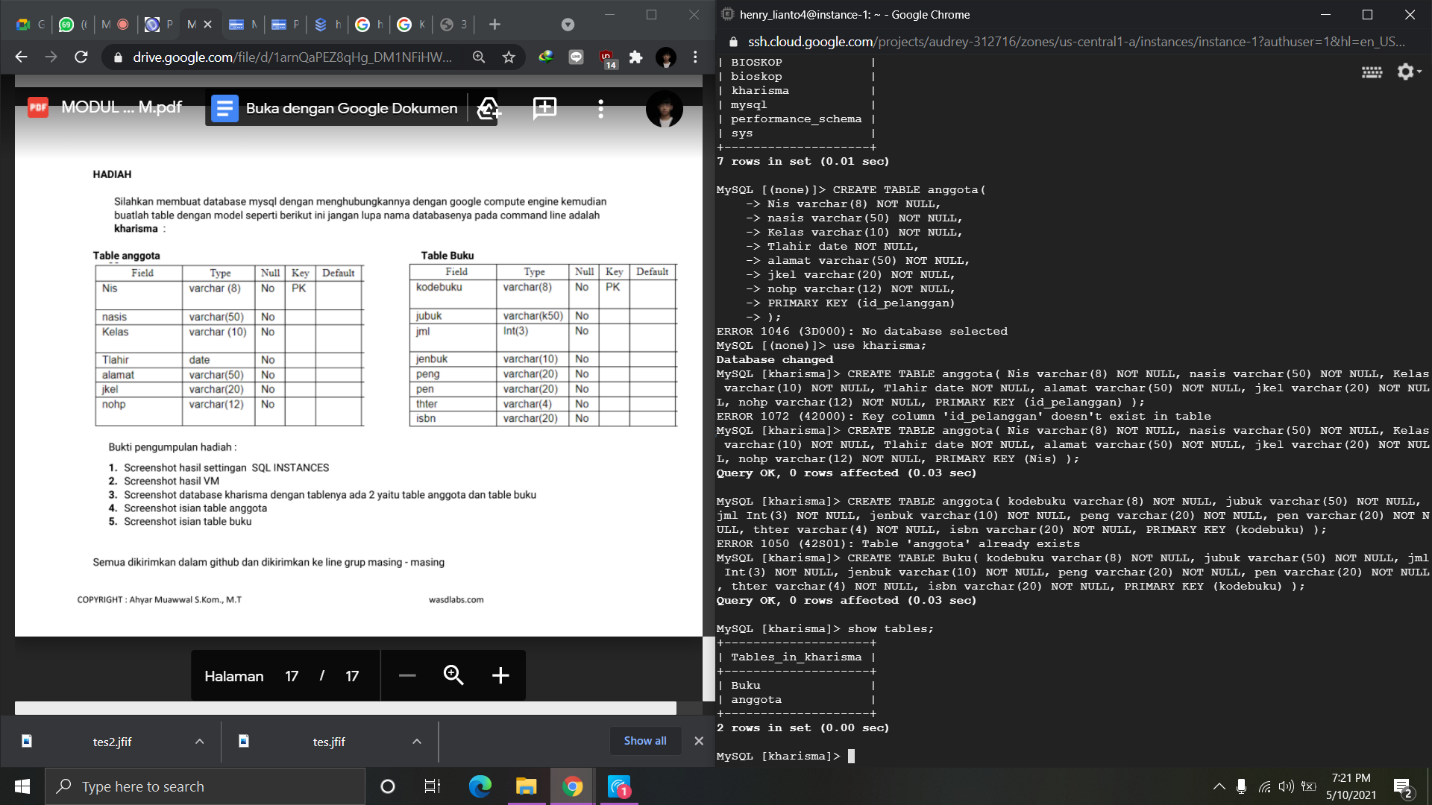 G
69
(
M
P
M
M
P
h
h
K
3
drive.google.com/file/d/1arnQaPEZ8qHg_DM1NFiHW...
14
PDF
MODUL ... M.pdf
Buka dengan Google Dokumen
HADIAH
Silahkan membuat database mysql dengan menghubungkannya dengan google compute engine kemudian
buatlah table dengan model seperti berikut ini jangan lupa nama databasenya pada command line adalah
kharisma :
Table anggota
Field Type Null Key Default
Nis varchar (8) No PK
nasis varchar(50) No
Kelas varchar (10) No
Tlahir date No
alamat varchar(50) No
jkel varchar(20) No
nohp varchar(12) No
Table Buku
Field Type Null Key Default
kodebuku varchar(8) No PK
jubuk varchar(k50) No
jml Int(3) No
jenbuk varchar(10) No
peng varchar(20) No
pen varchar(20) No
thter varchar(4) No
isbn varchar(20) No
Bukti pengumpulan hadiah :
1. Screenshot hasil settingan SQL INSTANCES
2. Screenshot hasil VM
3. Screenshot database kharisma dengan tablenya ada 2 yaitu table anggota dan table buku
4. Screenshot isian table anggota
5. Screenshot isian table buku
Semua dikirimkan dalam github dan dikirimkan ke line grup masing - masing
COPYRIGHT : Ahyar Muawwal S.Kom., M.T wasdlabs.com
Halaman 17 / 17
tes2.jfif
tes.jfif
Show all
henry_lianto4@instance-1: ~ - Google Chrome
ssh.cloud.google.com/projects/audrey-312716/zones/us-central1-a/instances/instance-1?authuser=1&hl=en_US...
| BIOSKOP |
| bioskop |
| kharisma |
| mysql |
| performance_schema |
| sys |
+--------------------+
7 rows in set (0.01 sec)
MySQL [(none)]> CREATE TABLE anggota(
-> Nis varchar(8) NOT NULL,
-> nasis varchar(50) NOT NULL,
-> Kelas varchar(10) NOT NULL,
-> Tlahir date NOT NULL,
-> alamat varchar(50) NOT NULL,
-> jkel varchar(20) NOT NULL,
-> nohp varchar(12) NOT NULL,
-> PRIMARY KEY (id_pelanggan)
-> );
ERROR 1046 (3D000): No database selected
MySQL [(none)]> use kharisma;
Database changed
MySQL [kharisma]> CREATE TABLE anggota( Nis varchar(8) NOT NULL, nasis varchar(50) NOT NULL, Kelas
varchar(10) NOT NULL, Tlahir date NOT NULL, alamat varchar(50) NOT NULL, jkel varchar(20) NOT NUL
L, nohp varchar(12) NOT NULL, PRIMARY KEY (id_pelanggan) );
ERROR 1072 (42000): Key column 'id_pelanggan' doesn't exist in table
MySQL [kharisma]> CREATE TABLE anggota( Nis varchar(8) NOT NULL, nasis varchar(50) NOT NULL, Kelas
varchar(10) NOT NULL, Tlahir date NOT NULL, alamat varchar(50) NOT NULL, jkel varchar(20) NOT NUL
L, nohp varchar(12) NOT NULL, PRIMARY KEY (Nis) );
Query OK, 0 rows affected (0.03 sec)
MySQL [kharisma]> CREATE TABLE anggota( kodebuku varchar(8) NOT NULL, jubuk varchar(50) NOT NULL,
jml Int(3) NOT NULL, jenbuk varchar(10) NOT NULL, peng varchar(20) NOT NULL, pen varchar(20) NOT N
ULL, thter varchar(4) NOT NULL, isbn varchar(20) NOT NULL, PRIMARY KEY (kodebuku) );
ERROR 1050 (42S01): Table 'anggota' already exists
MySQL [kharisma]> CREATE TABLE Buku( kodebuku varchar(8) NOT NULL, jubuk varchar(50) NOT NULL, jml
Int(3) NOT NULL, jenbuk varchar(10) NOT NULL, peng varchar(20) NOT NULL, pen varchar(20) NOT NULL
, thter varchar(4) NOT NULL, isbn varchar(20) NOT NULL, PRIMARY KEY (kodebuku) );
Query OK, 0 rows affected (0.03 sec)
MySQL [kharisma]> show tables;
+--------------------+
| Tables_in_kharisma |
+--------------------+
| Buku |
| anggota |
+--------------------+
2 rows in set (0.00 sec)
MySQL [kharisma]>
Type here to search
1
7:21 PM
5/10/2021
2